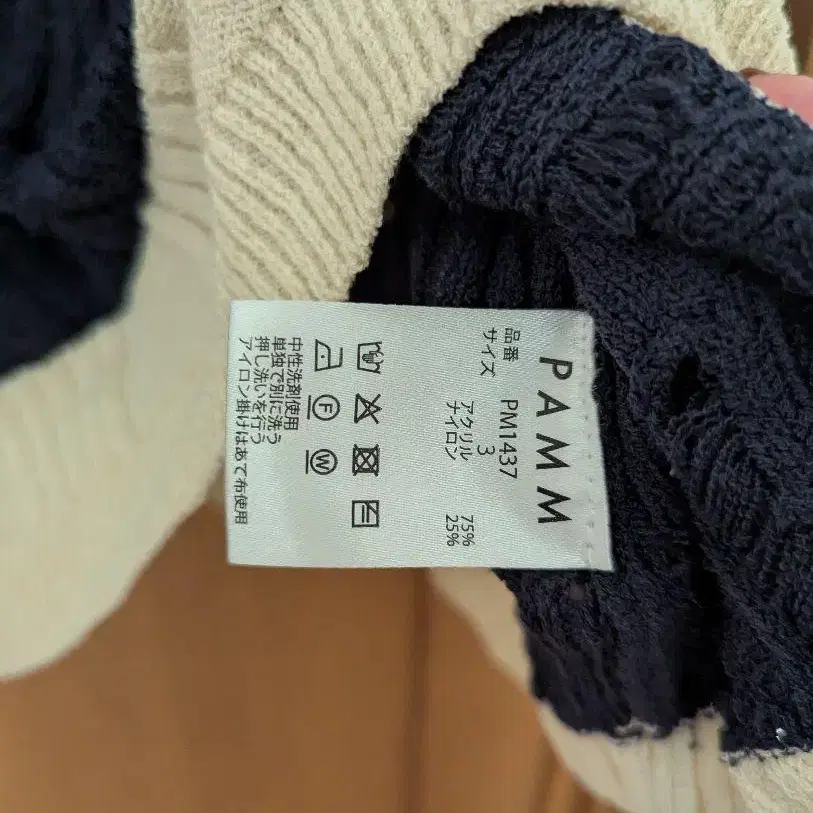 PAMM
品番 PM1437
サイズ 3
アクリル 75%
ナイロン 25%
F
W
中性洗剤使用
単独で別に洗う
押し洗いを行う
アイロン掛けはあて布使用